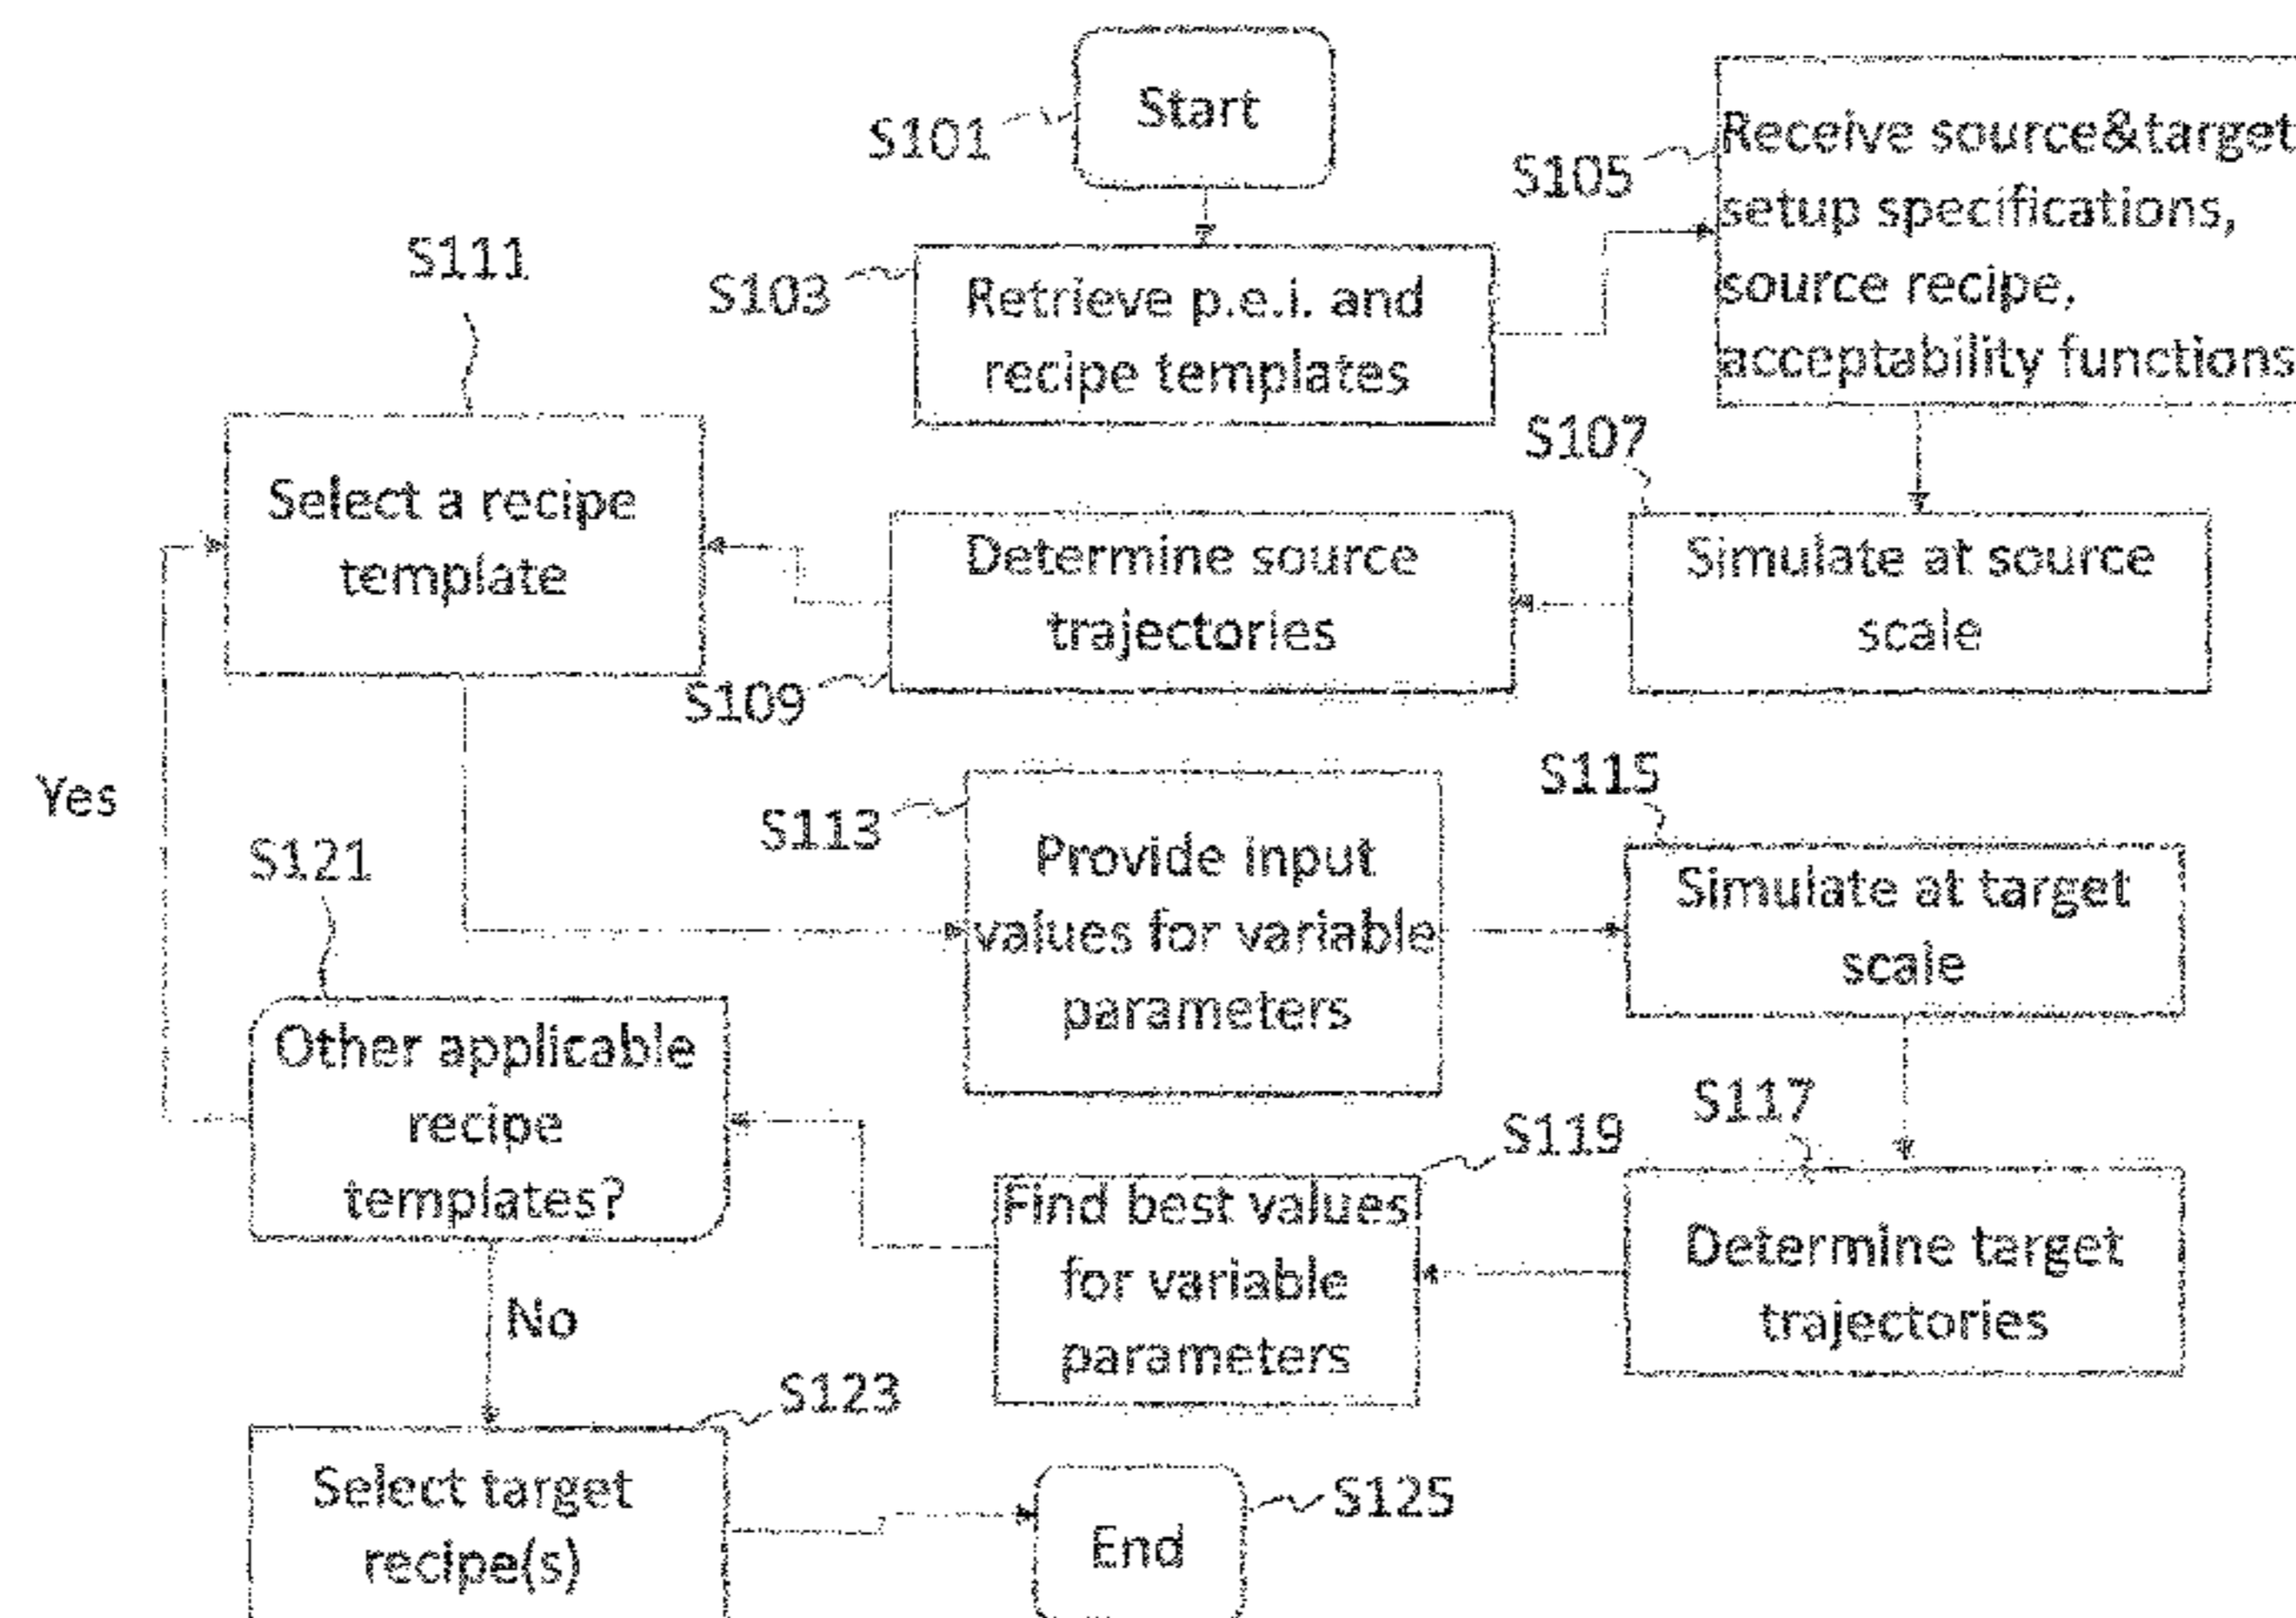 S101
Start
S103
Retrieve p.e.i. and
recipe templates
S105
Receive source&target
setup specifications,
source recipe,
acceptability functions
S107
Simulate at source
scale
S109
Determine source
trajectories
S111
Select a recipe
template
S113
Provide input
values for variable
parameters
S115
Simulate at target
scale
S117
Determine target
trajectories
S119
Find best values
for variable
parameters
S121
Other applicable
recipe
templates?
Yes
No
S123
Select target
recipe(s)
End
S125